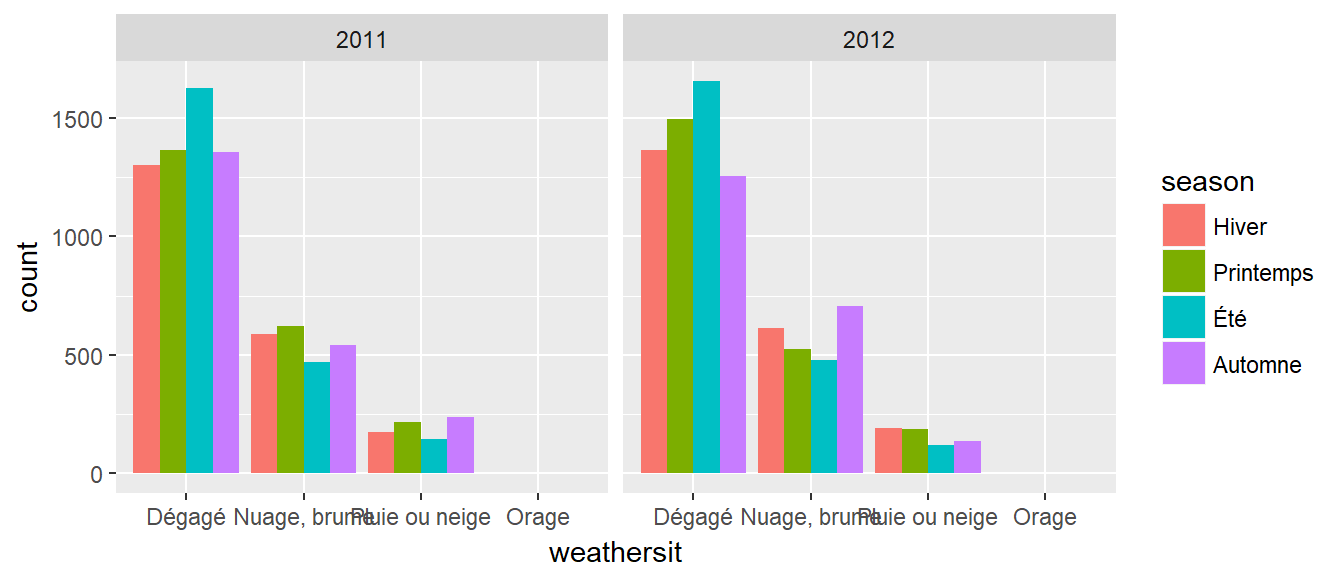 2011
2012
count
1500
1000
500
0
Dégagé
Nuage, brume
Pluie ou neige
Orage
Dégagé
Nuage, brume
Pluie ou neige
Orage
weathersit
season
Hiver
Printemps
Été
Automne